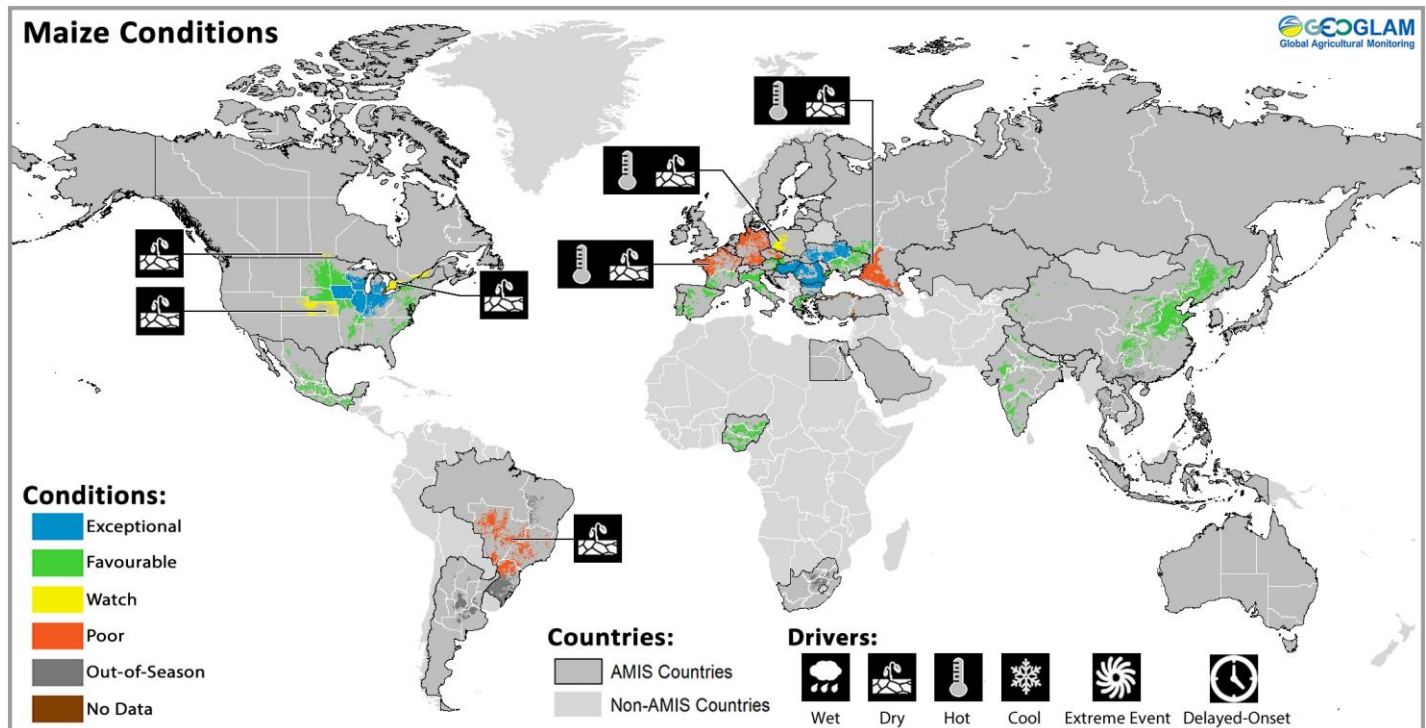 Maize Conditions
GEOGLAM
Global Agricultural Monitoring
Conditions:
Exceptional
Favourable
Watch
Poor
Out-of-Season
No Data
Countries:
AMIS Countries
Non-AMIS Countries
Drivers:
Wet
Dry
Hot
Cool
Extreme Event
Delayed-Onset